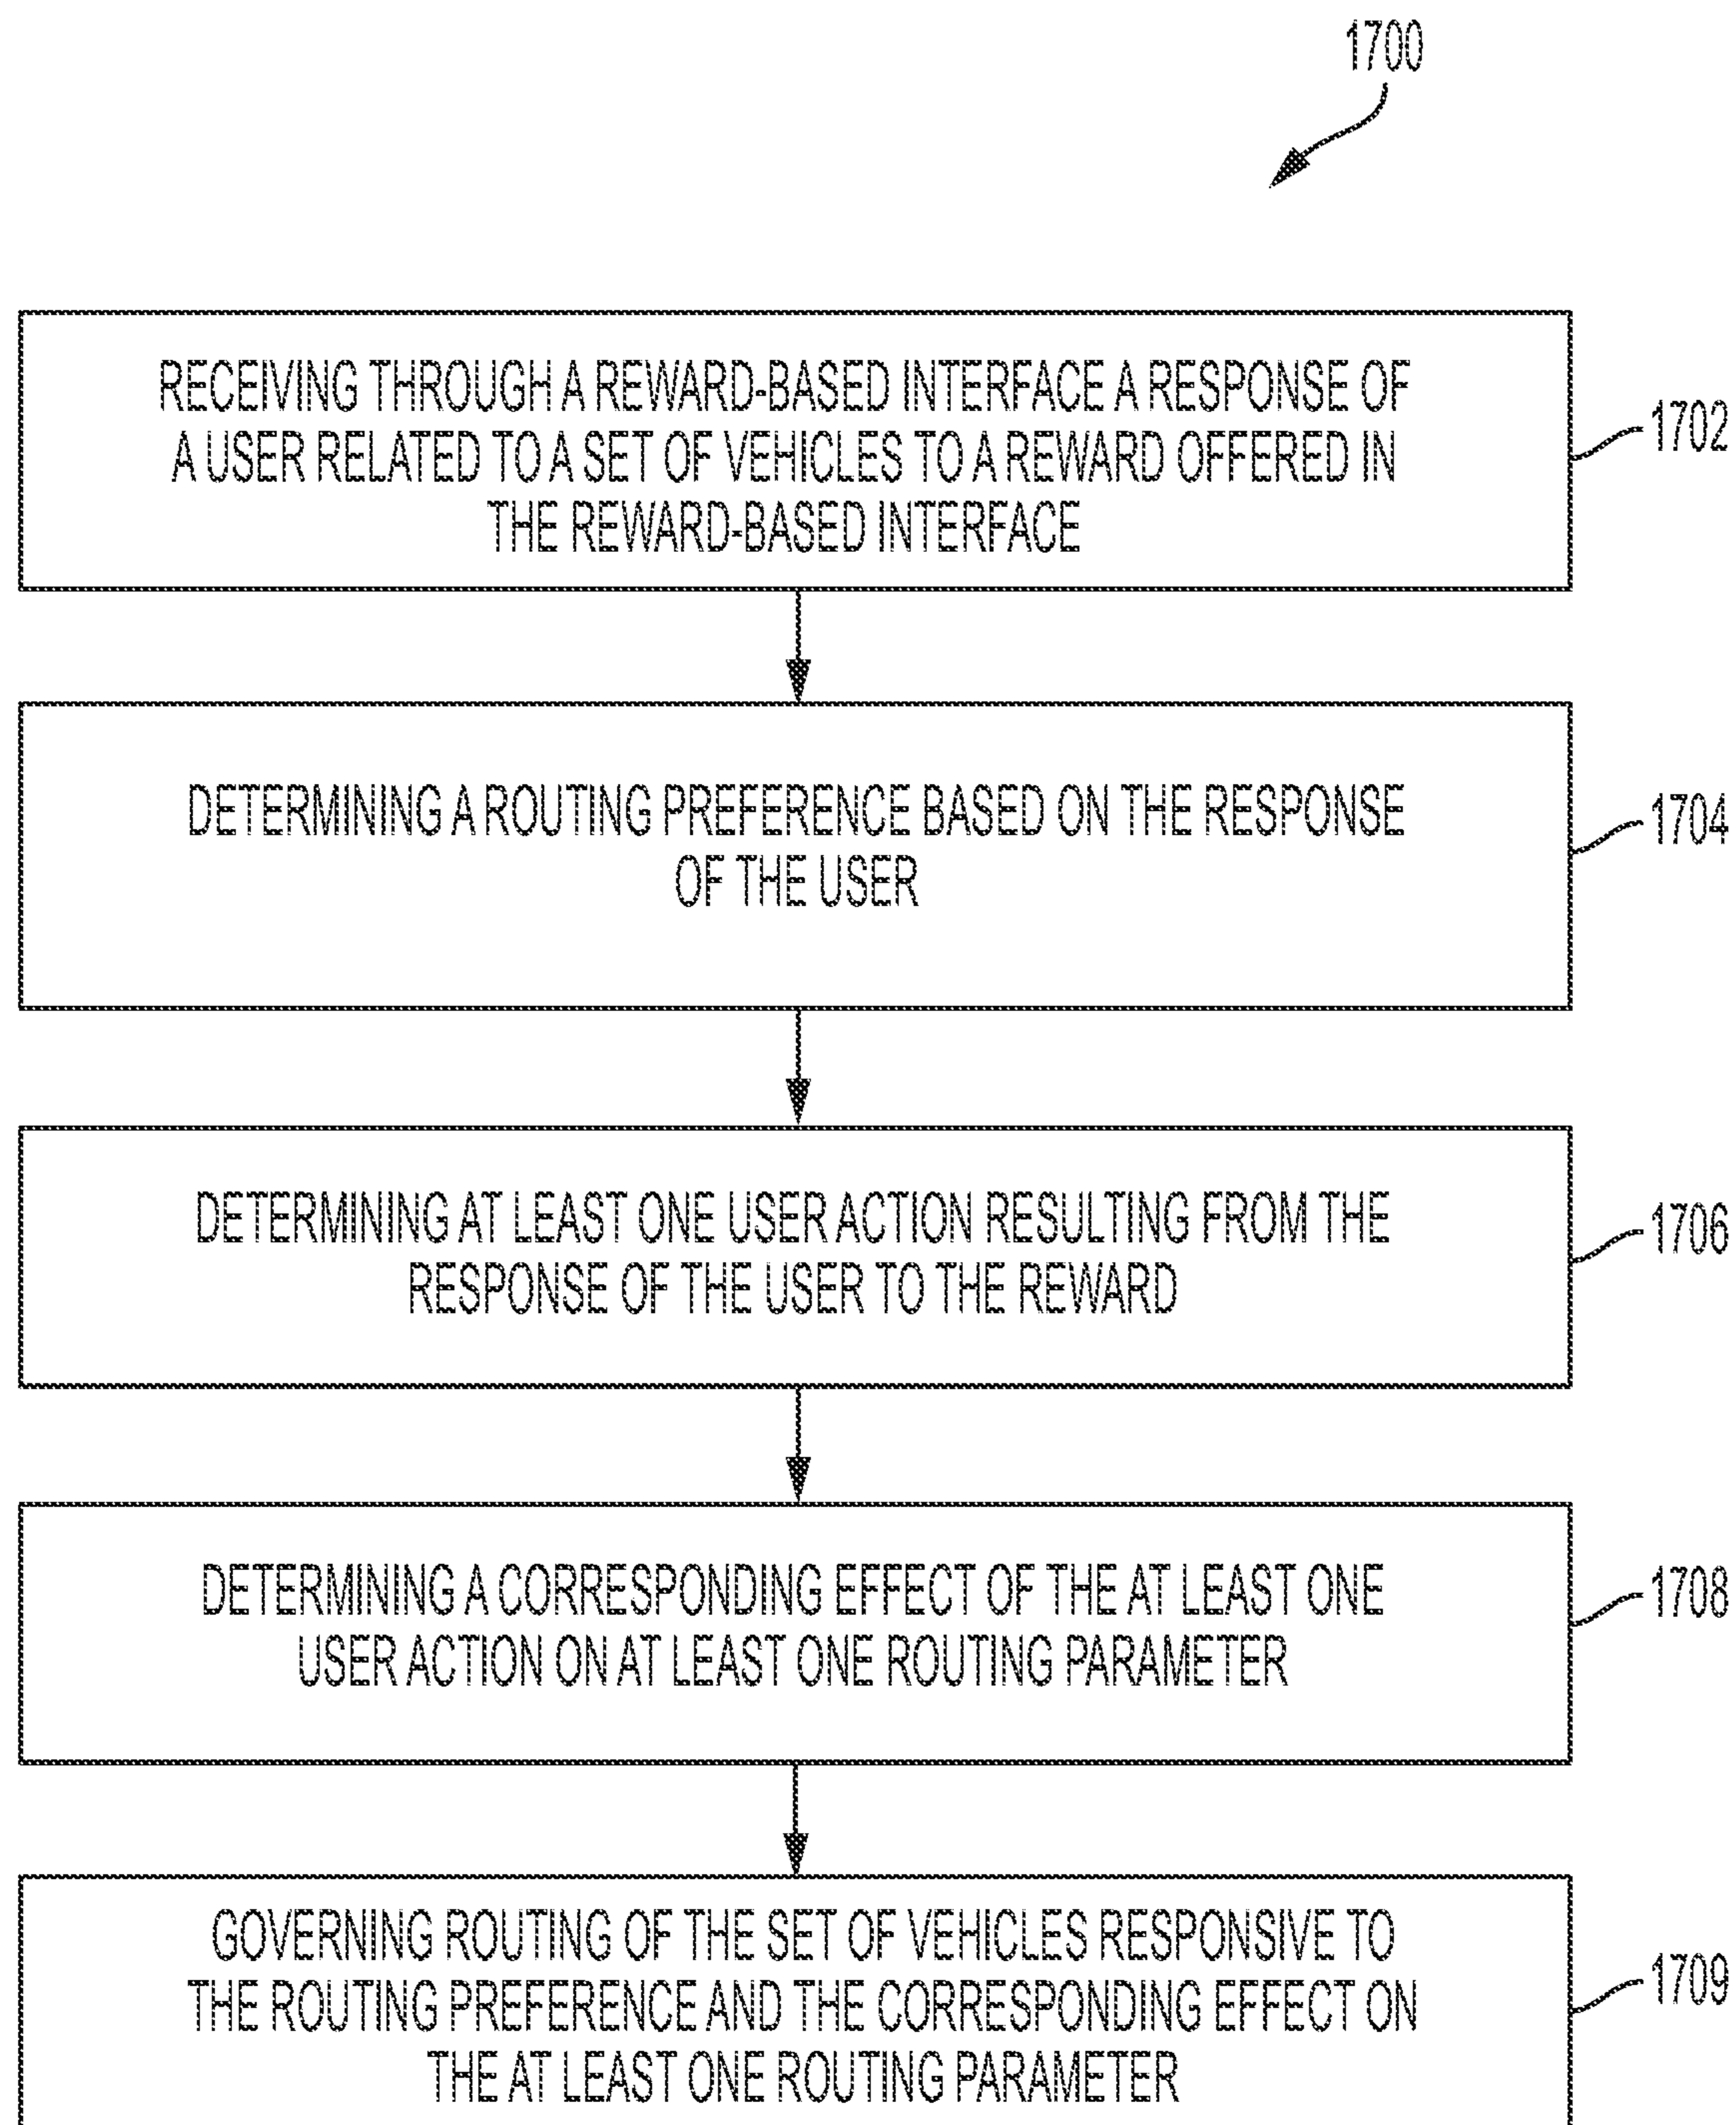 1700
RECEIVING THROUGH A REWARD-BASED INTERFACE A RESPONSE OF
A USER RELATED TO A SET OF VEHICLES TO A REWARD OFFERED IN
THE REWARD-BASED INTERFACE
1702
DETERMINING A ROUTING PREFERENCE BASED ON THE RESPONSE
OF THE USER
1704
DETERMINING AT LEAST ONE USER ACTION RESULTING FROM THE
RESPONSE OF THE USER TO THE REWARD
1706
DETERMINING A CORRESPONDING EFFECT OF THE AT LEAST ONE
USER ACTION ON AT LEAST ONE ROUTING PARAMETER
1708
GOVERNING ROUTING OF THE SET OF VEHICLES RESPONSIVE TO
THE ROUTING PREFERENCE AND THE CORRESPONDING EFFECT ON
THE AT LEAST ONE ROUTING PARAMETER
1709